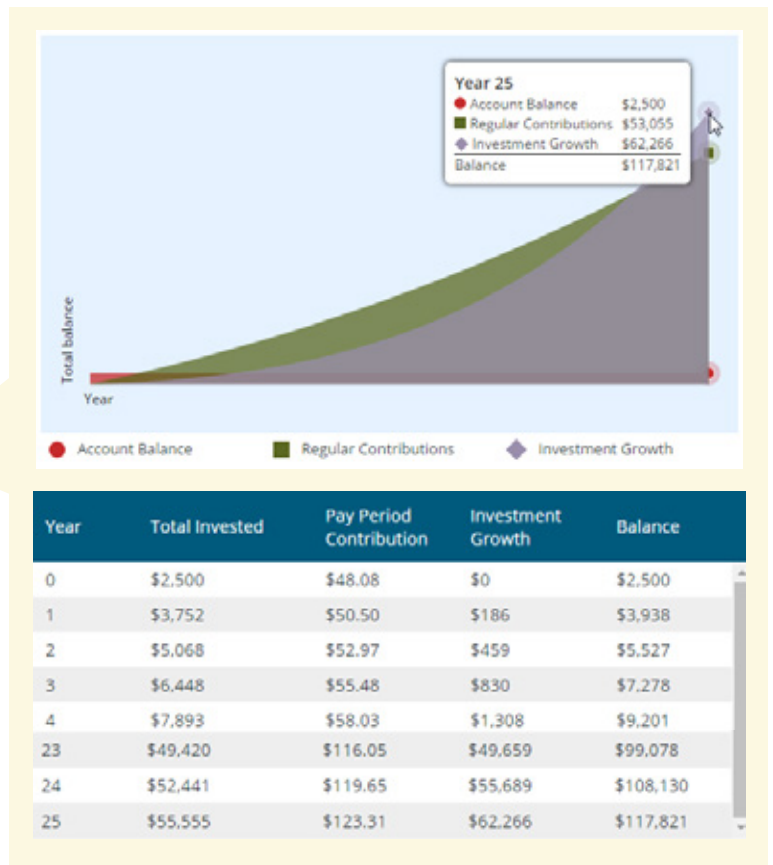 Year 25
Account Balance $2,500
Regular Contributions $53,055
Investment Growth $62,266
Balance $117,821
Total balance
Year
Account Balance Regular Contributions Investment Growth
Year Total Invested Pay Period Contribution Investment Growth Balance
0 $2,500 $48.08 $0 $2,500
1 $3,752 $50.50 $186 $3,938
2 $5,068 $52.97 $459 $5,527
3 $6,448 $55.48 $830 $7,278
4 $7,893 $58.03 $1,308 $9,201
23 $49,420 $116.05 $49,659 $99,078
24 $52,441 $119.65 $55,689 $108,130
25 $55,555 $123.31 $62,266 $117,821